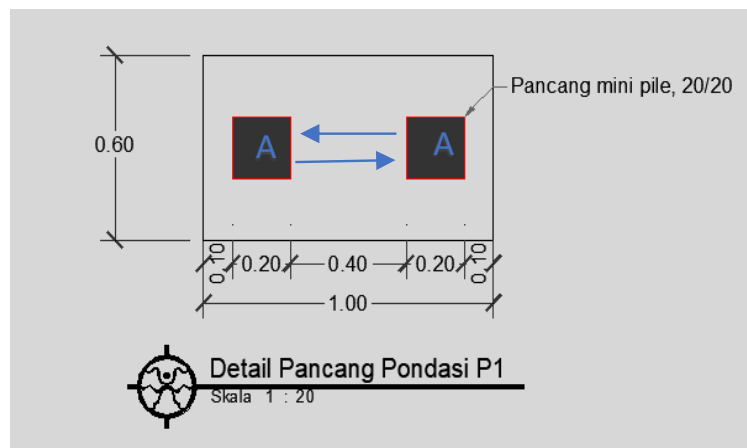 Pancang mini pile, 20/20
A
A
0.60
0.10
0.20
0.40
0.20
0.10
1.00
Detail Pancang Pondasi P1
Skala 1 : 20